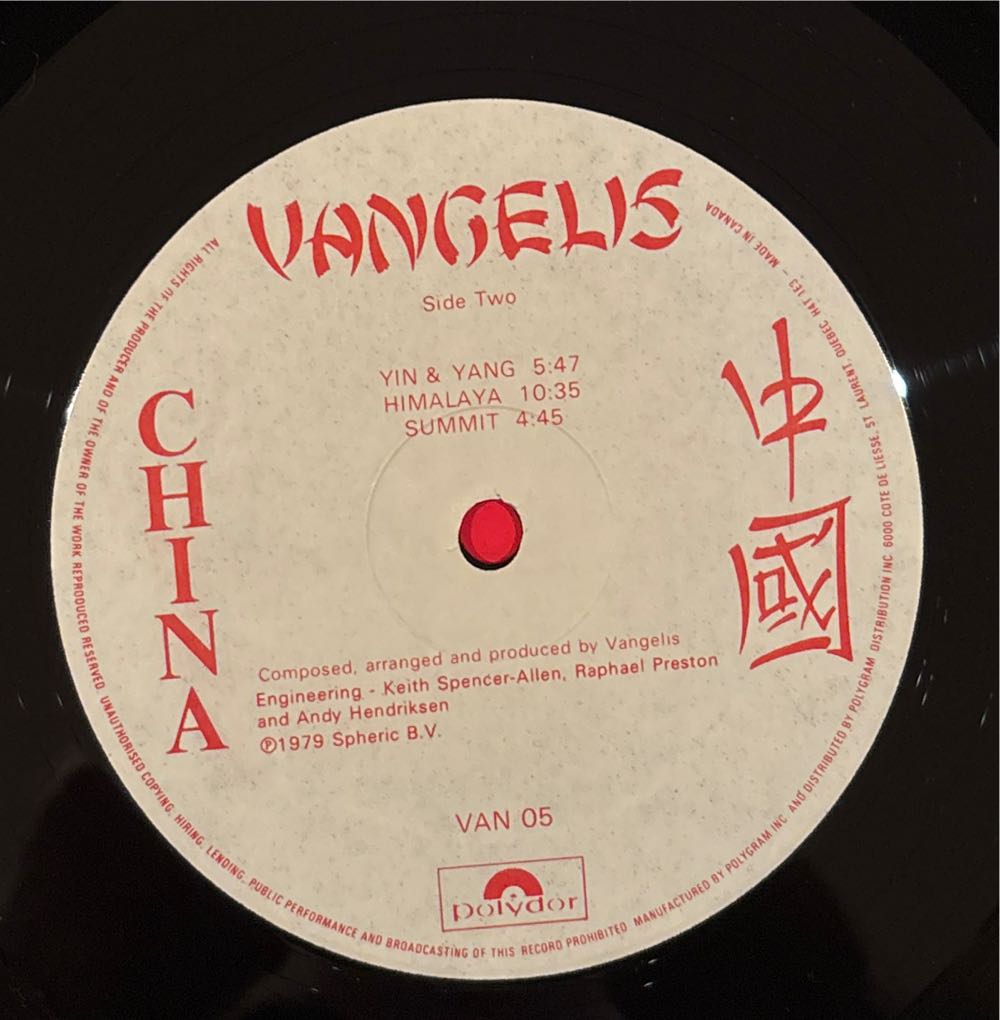 VANGELIS
Side Two
YIN & YANG 5:47
HIMALAYA 10:35
SUMMIT 4:45
CHINA
中國
Composed, arranged and produced by Vangelis
Engineering - Keith Spencer-Allen, Raphael Preston
and Andy Hendriksen
℗1979 Spheric B.V.
VAN 05
polydor
ALL RIGHTS OF THE PRODUCER AND OF THE OWNER OF THE WORK REPRODUCED RESERVED. UNAUTHORISED COPYING, HIRING, LENDING, PUBLIC PERFORMANCE AND BROADCASTING OF THIS RECORD PROHIBITED MANUFACTURED BY POLYGRAM INC. AND DISTRIBUTED BY POLYGRAM DISTRIBUTION INC. 6000 COTE DE LIESSE, ST LAURENT, QUEBEC, H4T 1E3 - MADE IN CANADA